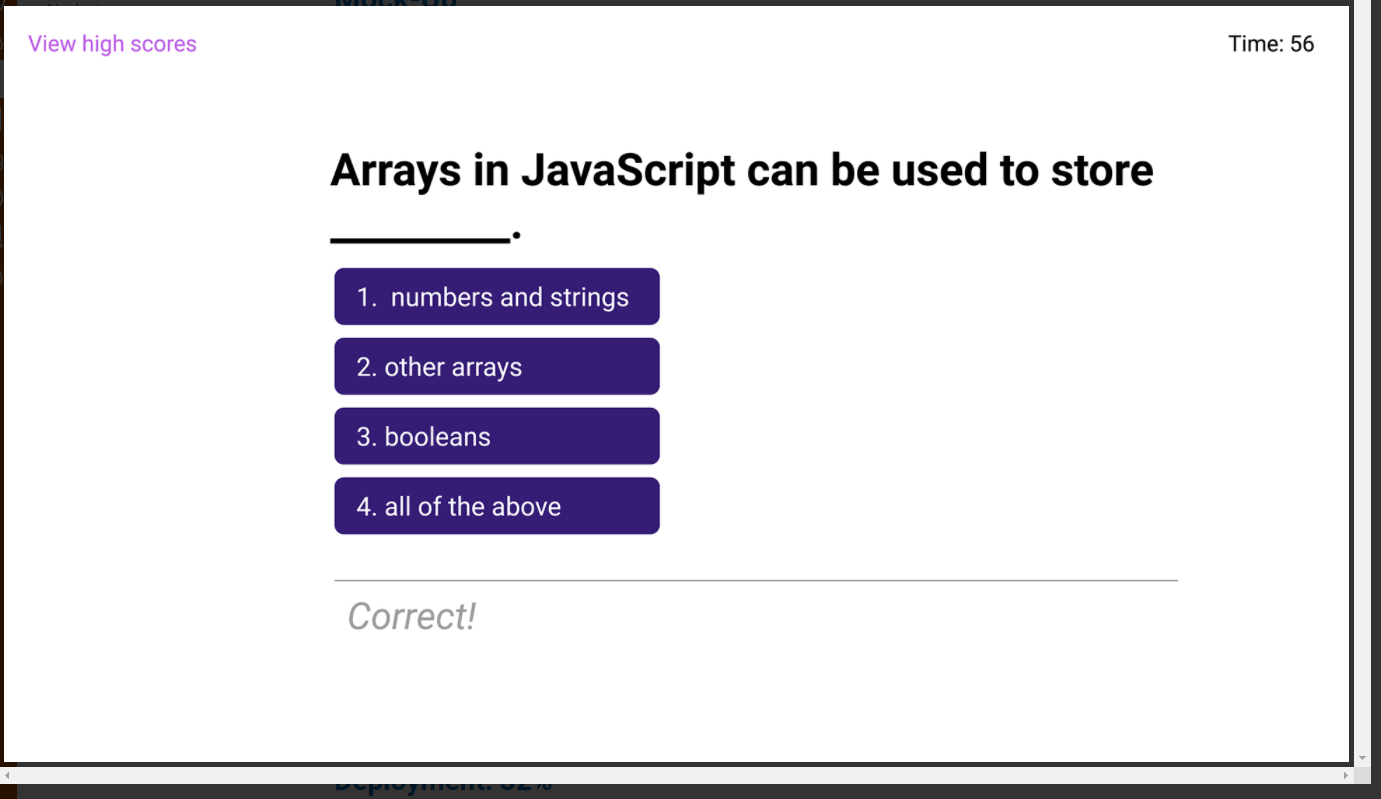 View high scores
Time: 56
Arrays in JavaScript can be used to store
________.
1. numbers and strings
2. other arrays
3. booleans
4. all of the above
Correct!